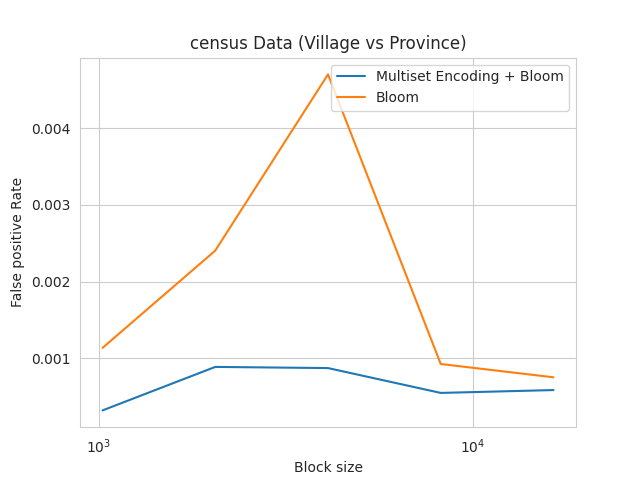 census Data (Village vs Province)
Multiset Encoding + Bloom
Bloom
False positive Rate
0.004
0.003
0.002
0.001
10³
10⁴
Block size